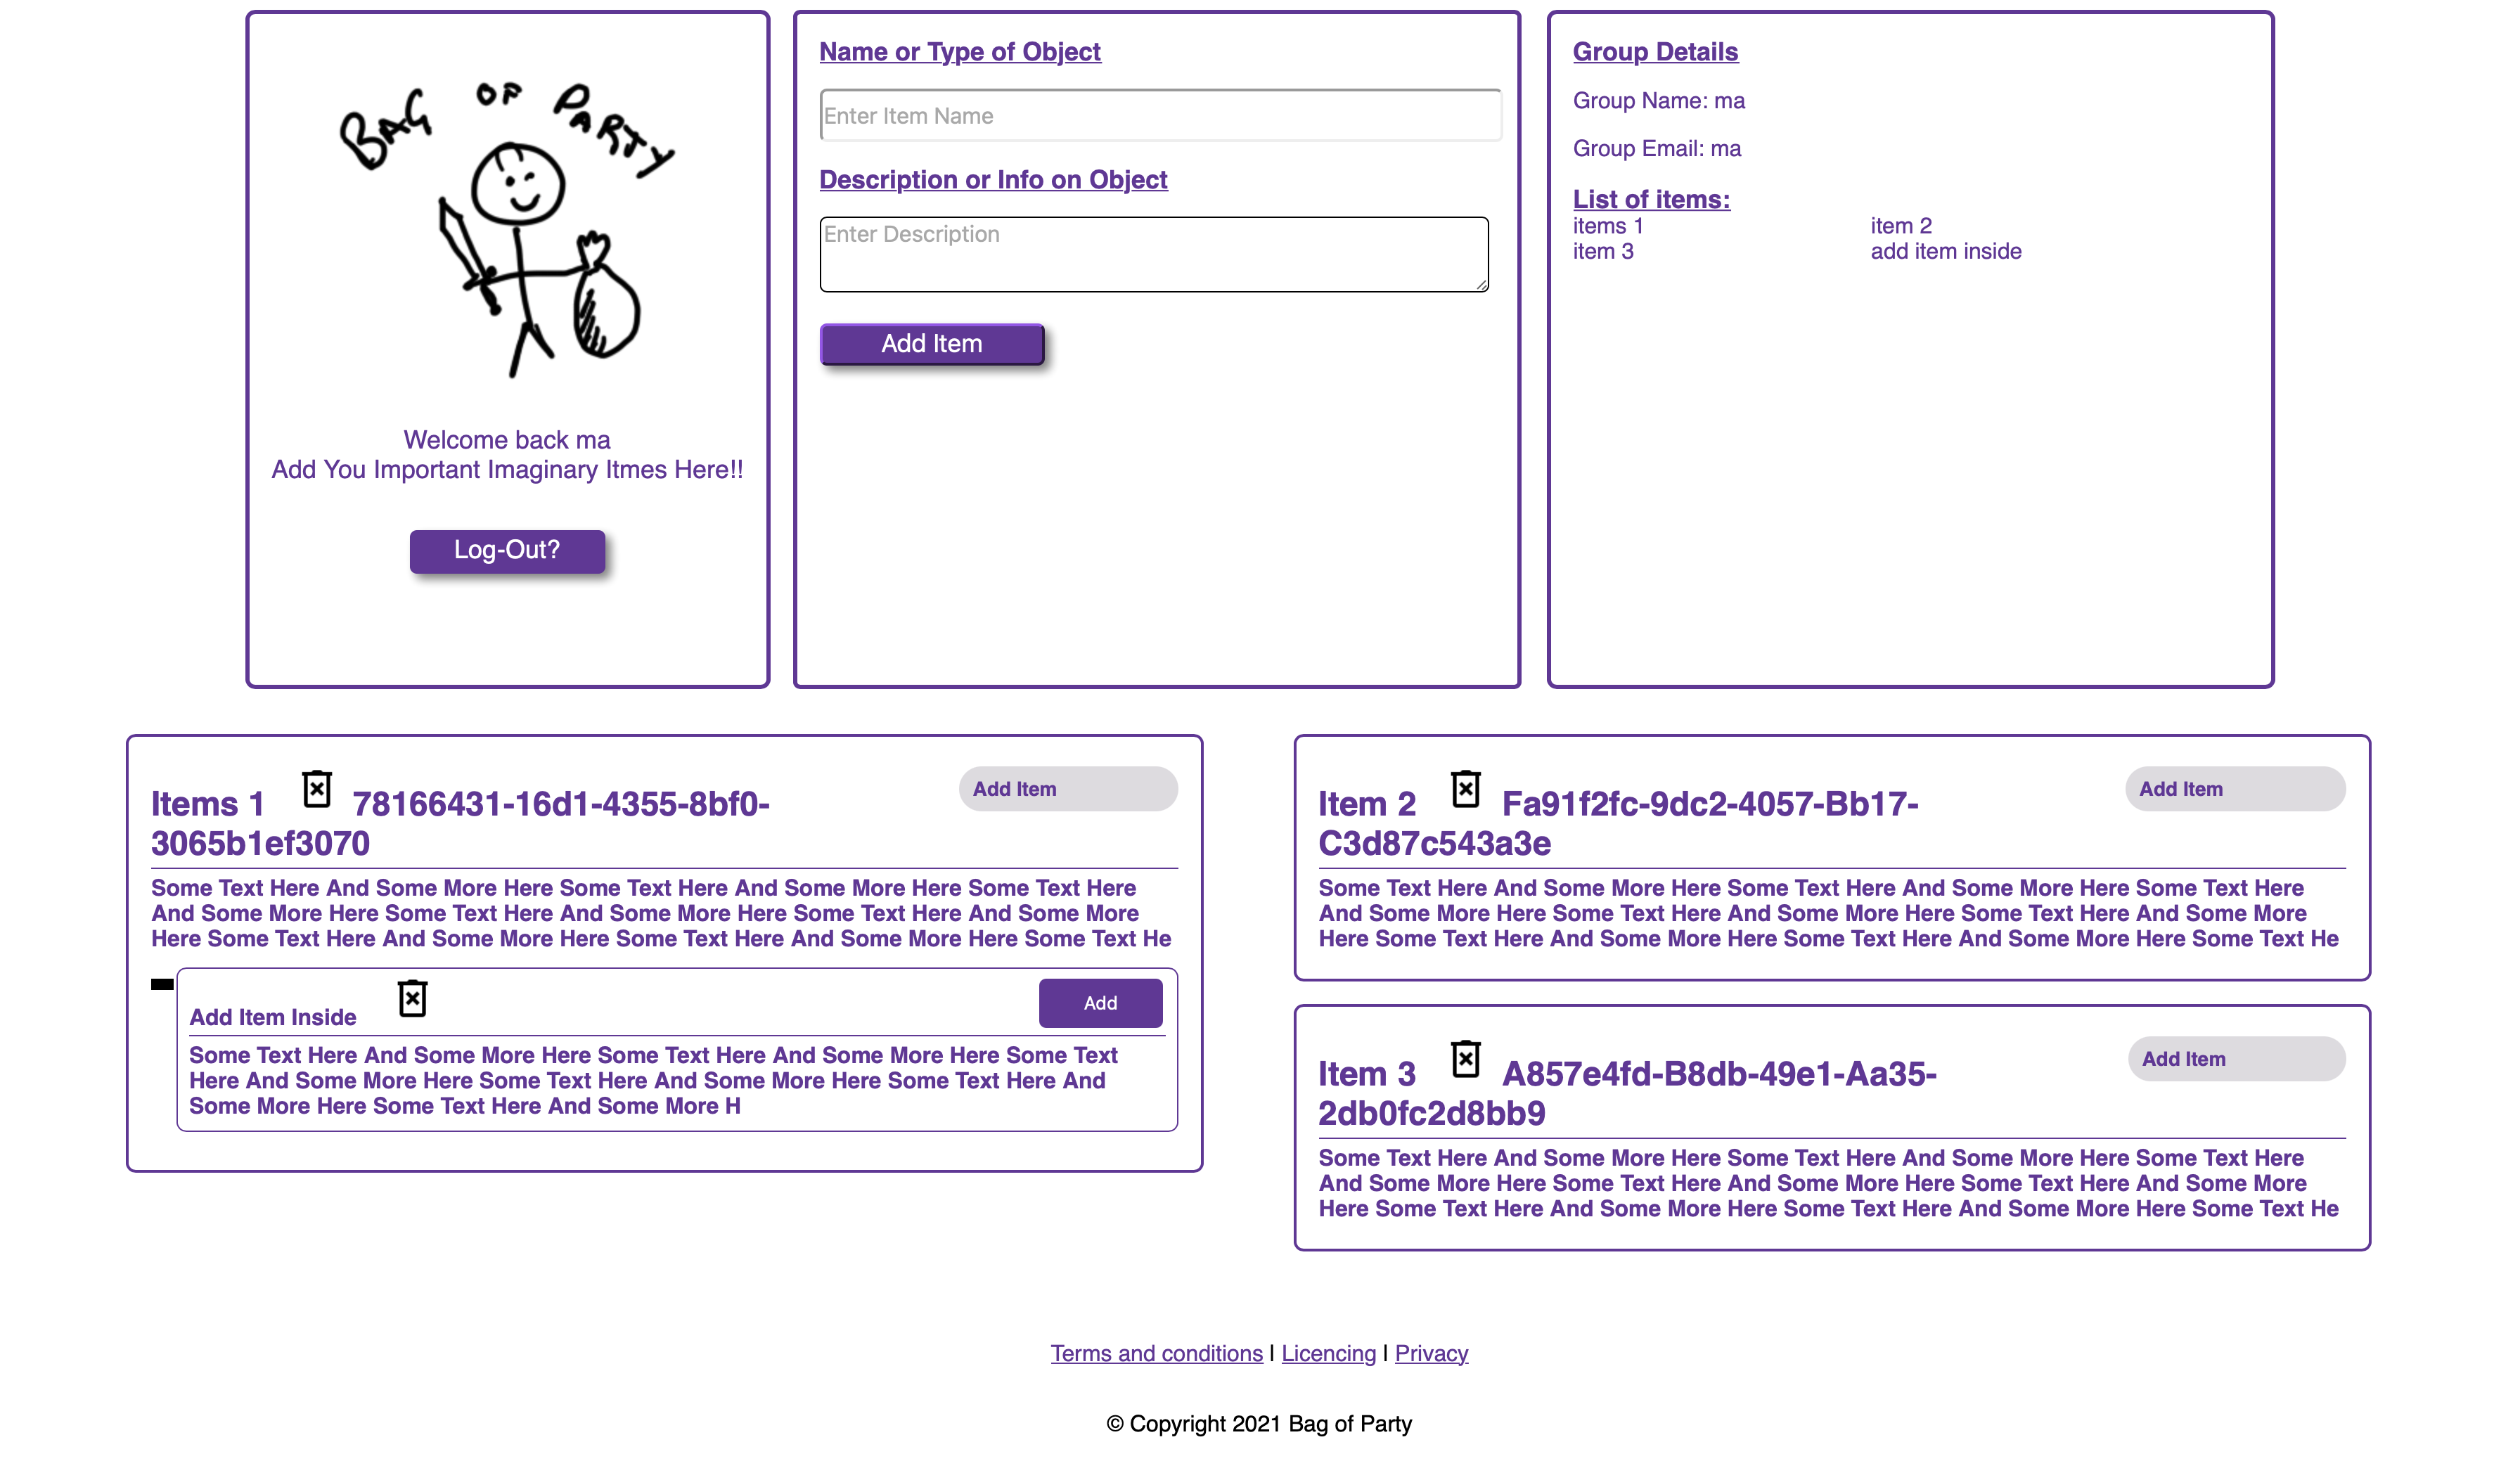 BAG OF PARTY
Welcome back ma
Add You Important Imaginary Itmes Here!!
Log-Out?
Name or Type of Object
Enter Item Name
Description or Info on Object
Enter Description
Add Item
Group Details
Group Name: ma
Group Email: ma
List of items:
items 1 item 2
item 3 add item inside
Items 1 78166431-16d1-4355-8bf0-
3065b1ef3070
Add Item
Some Text Here And Some More Here Some Text Here And Some More Here Some Text Here
And Some More Here Some Text Here And Some More Here Some Text Here And Some More
Here Some Text Here And Some More Here Some Text Here And Some More Here Some Text He
Add Item Inside
Add
Some Text Here And Some More Here Some Text Here And Some More Here Some Text
Here And Some More Here Some Text Here And Some More Here Some Text Here And
Some More Here Some Text Here And Some More H
Item 2 Fa91f2fc-9dc2-4057-Bb17-
C3d87c543a3e
Add Item
Some Text Here And Some More Here Some Text Here And Some More Here Some Text Here
And Some More Here Some Text Here And Some More Here Some Text Here And Some More
Here Some Text Here And Some More Here Some Text Here And Some More Here Some Text He
Item 3 A857e4fd-B8db-49e1-Aa35-
2db0fc2d8bb9
Add Item
Some Text Here And Some More Here Some Text Here And Some More Here Some Text Here
And Some More Here Some Text Here And Some More Here Some Text Here And Some More
Here Some Text Here And Some More Here Some Text Here And Some More Here Some Text He
Terms and conditions | Licencing | Privacy
© Copyright 2021 Bag of Party